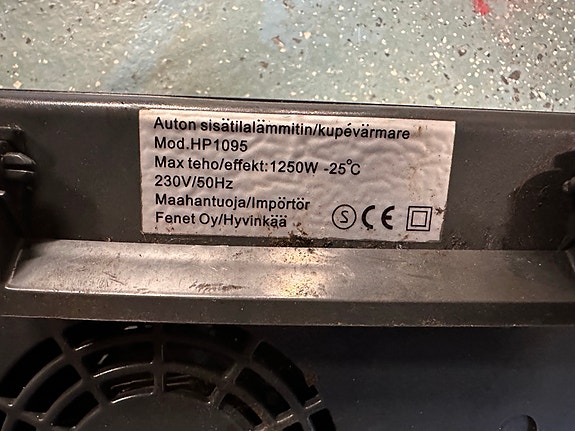 Auton sisätilalämmitin/kupévärmare
Mod.HP1095
Max teho/effekt:1250W -25°C
230V/50Hz
Maahantuoja/Impörtör
Fenet Oy/Hyvinkää
S CE